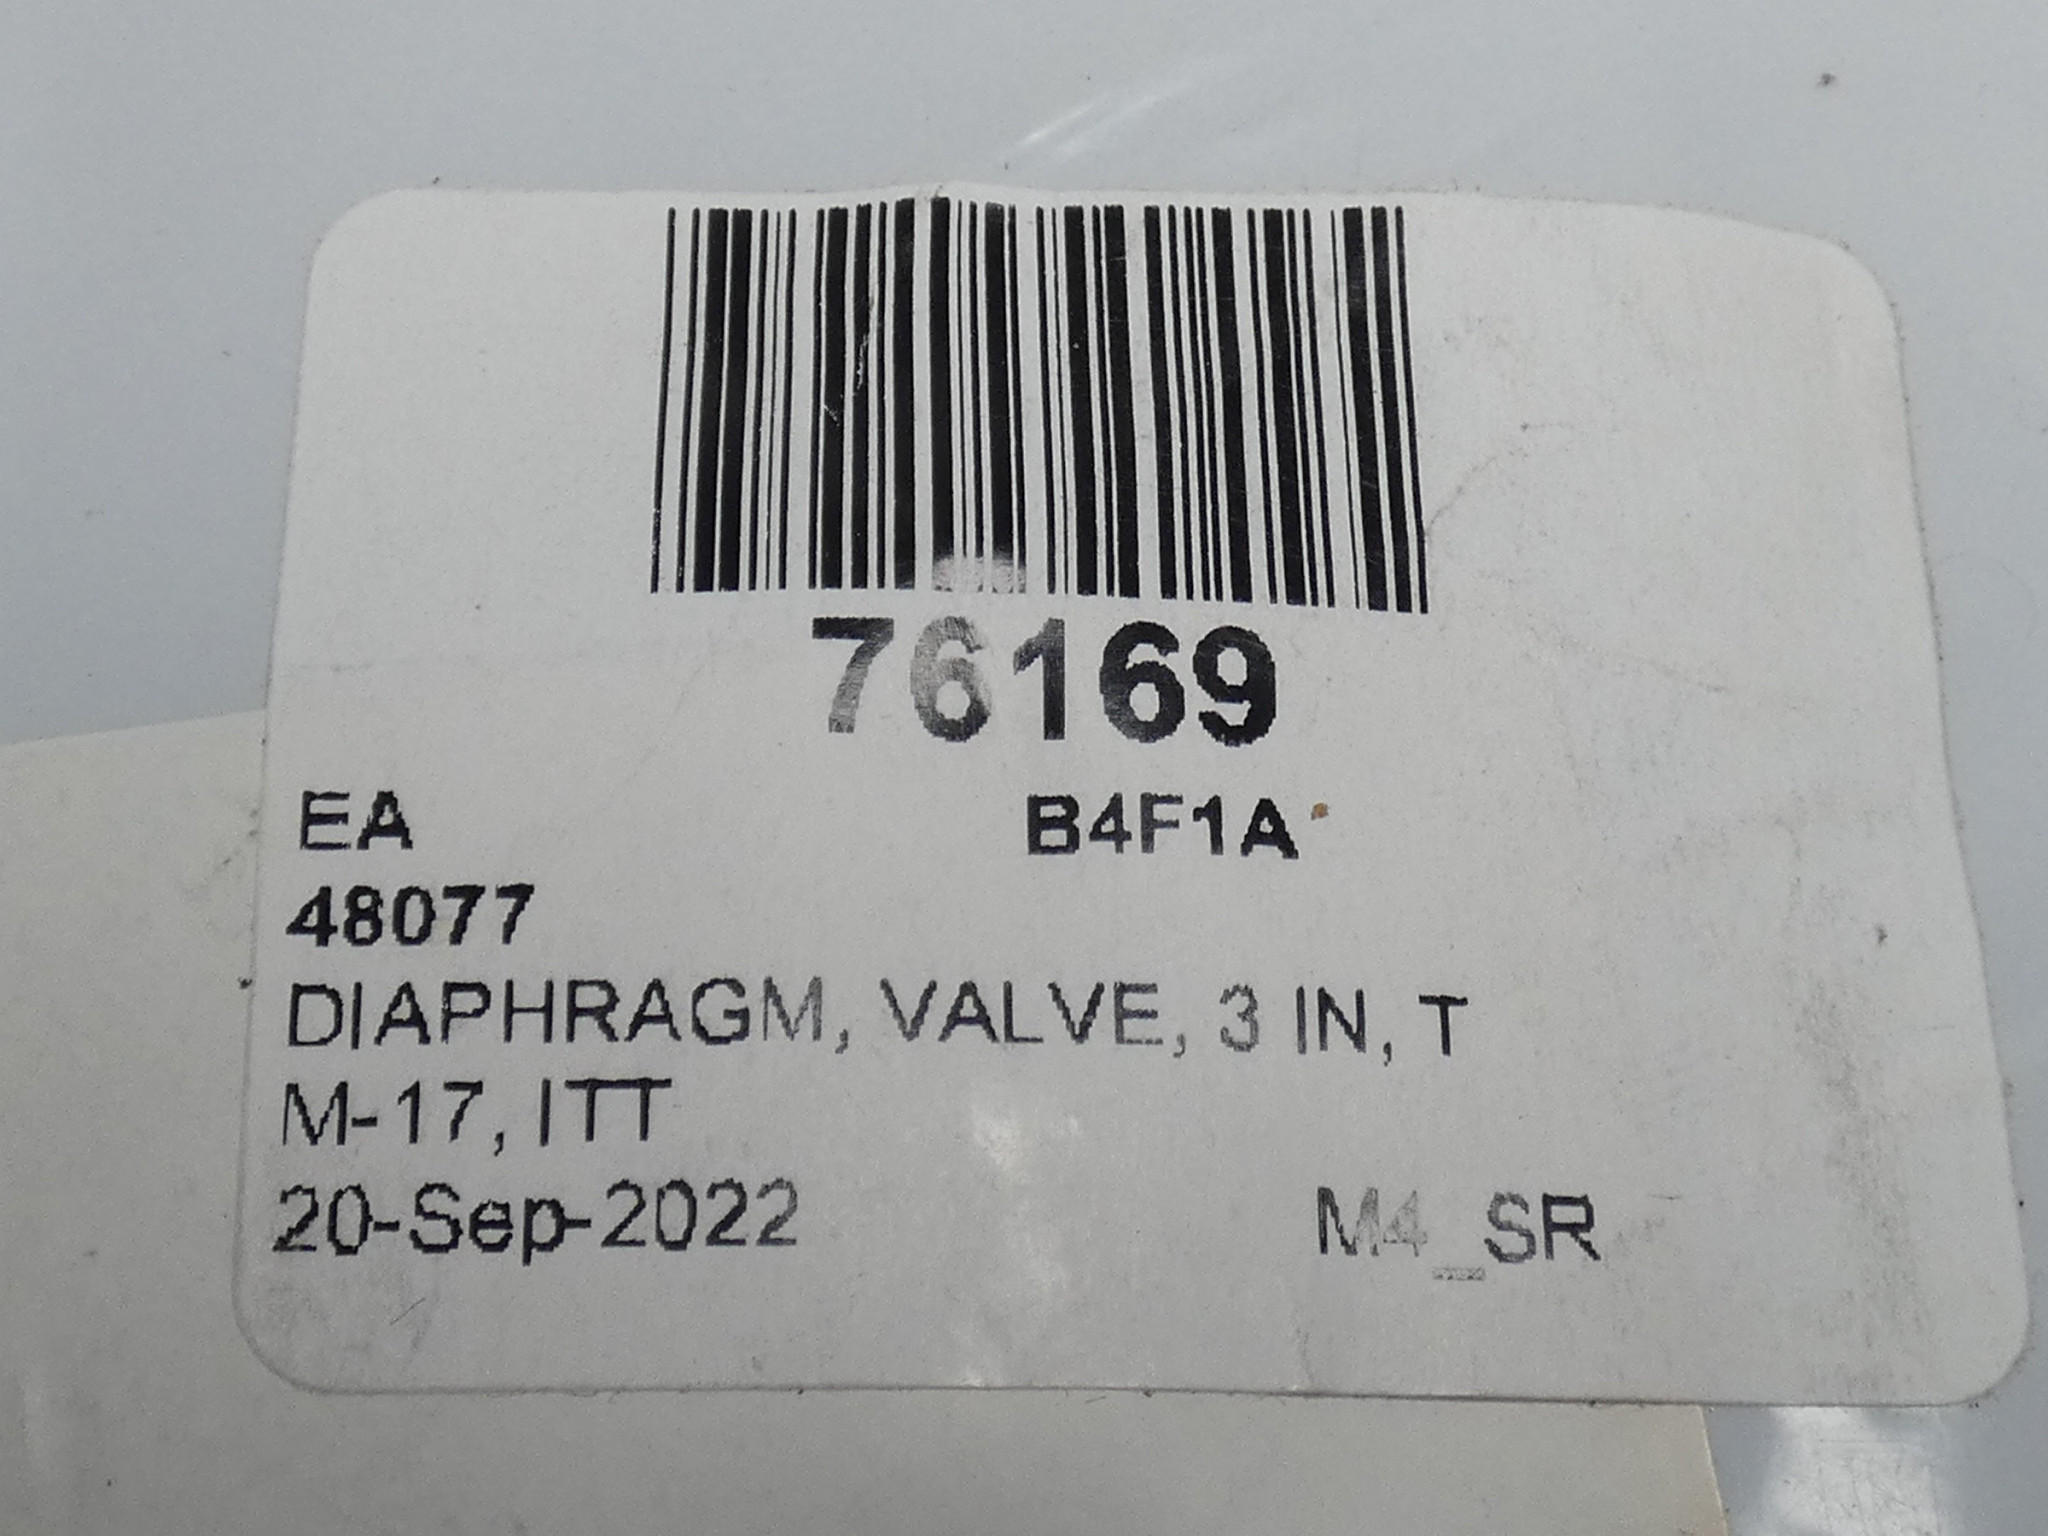 76169
EA B4F1A
48077
DIAPHRAGM, VALVE, 3 IN, T
M-17, ITT
20-Sep-2022 M4_SR